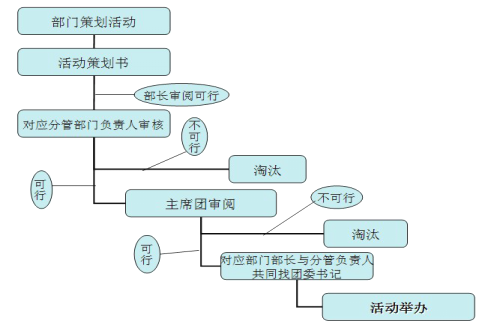 部门策划活动
活动策划书
部长审阅可行
对应分管部门负责人审核
不可行
淘汰
可行
主席团审阅
不可行
淘汰
可行
对应部门部长与分管负责人
共同找团委书记
活动举办